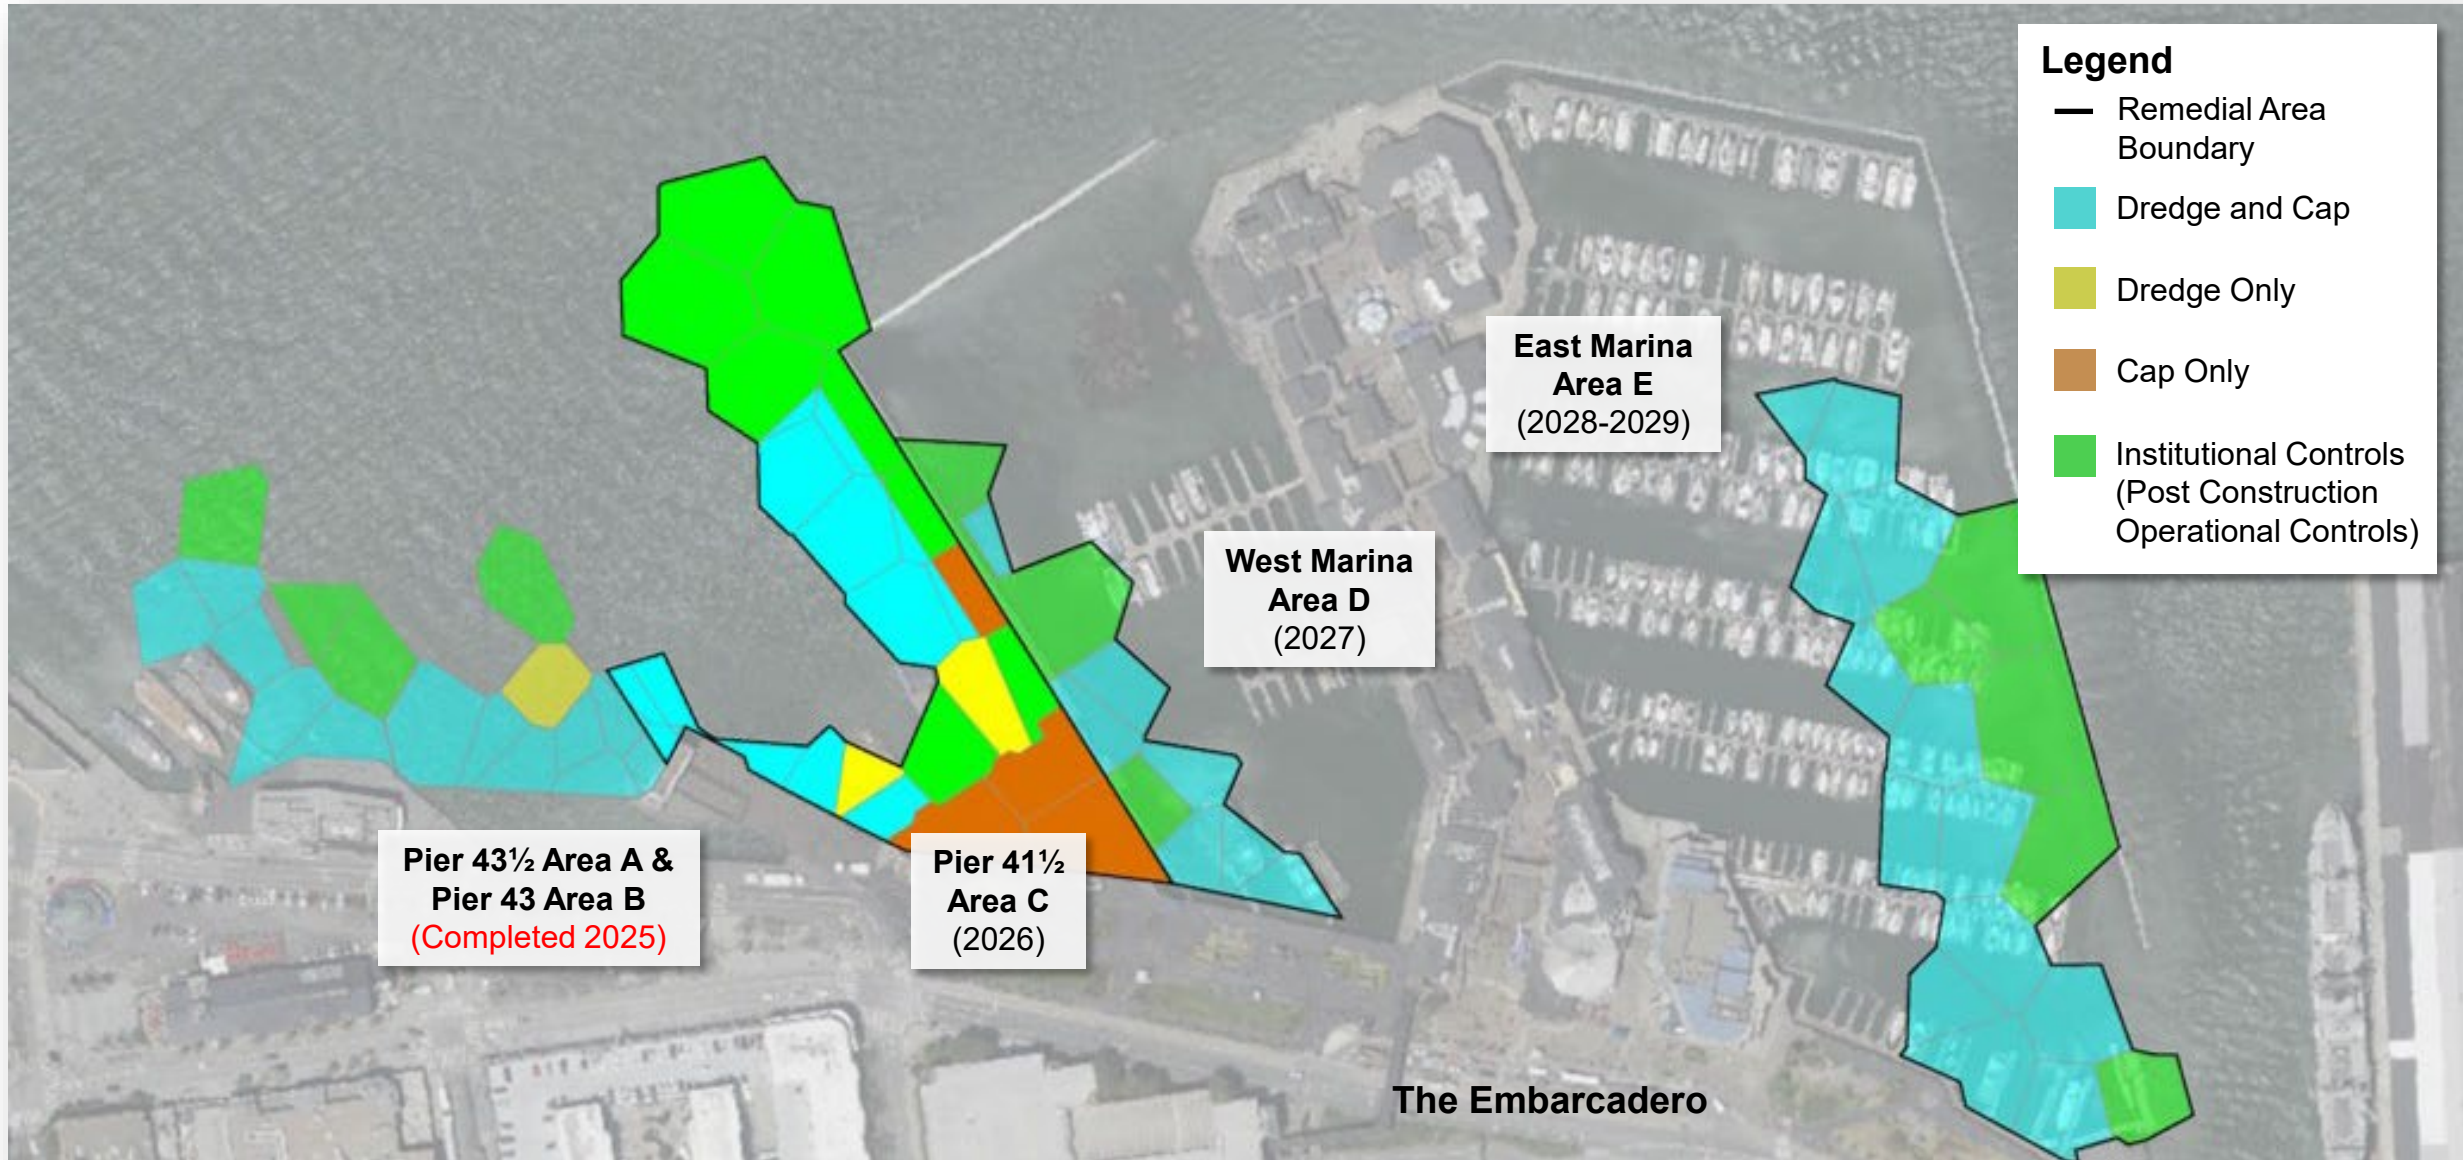 Legend
Remedial Area
Boundary
Dredge and Cap
Dredge Only
Cap Only
Institutional Controls
(Post Construction
Operational Controls)
East Marina
Area E
(2028-2029)
West Marina
Area D
(2027)
Pier 43½ Area A &
Pier 43 Area B
(Completed 2025)
Pier 41½
Area C
(2026)
The Embarcadero